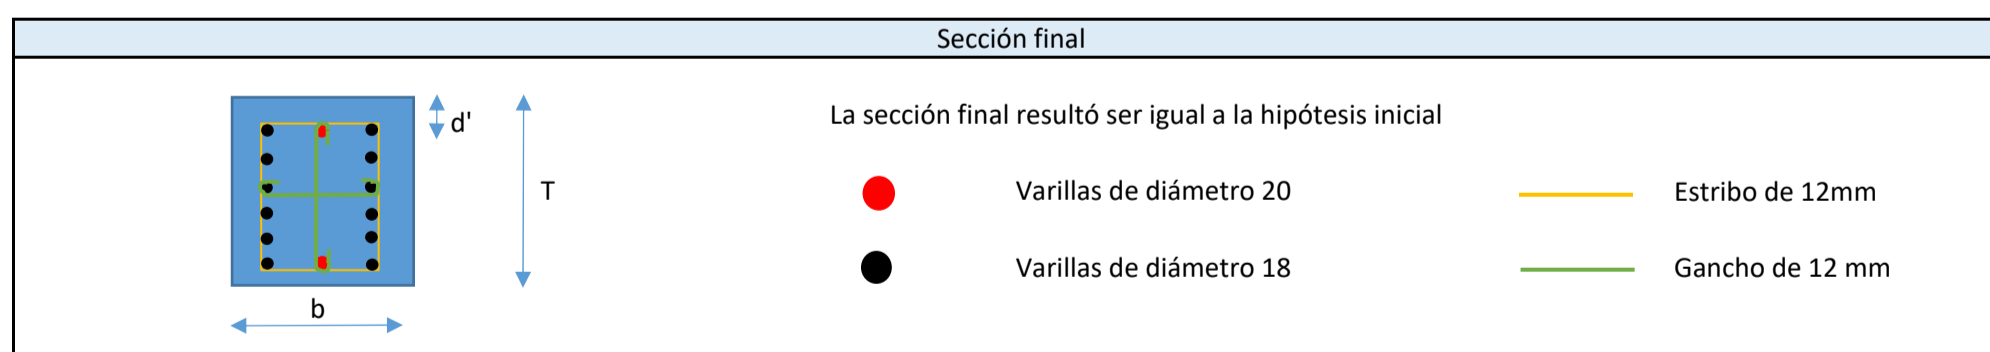 Sección final
La sección final resultó ser igual a la hipótesis inicial
d'
T
b
Varillas de diámetro 20
Estribo de 12mm
Varillas de diámetro 18
Gancho de 12 mm